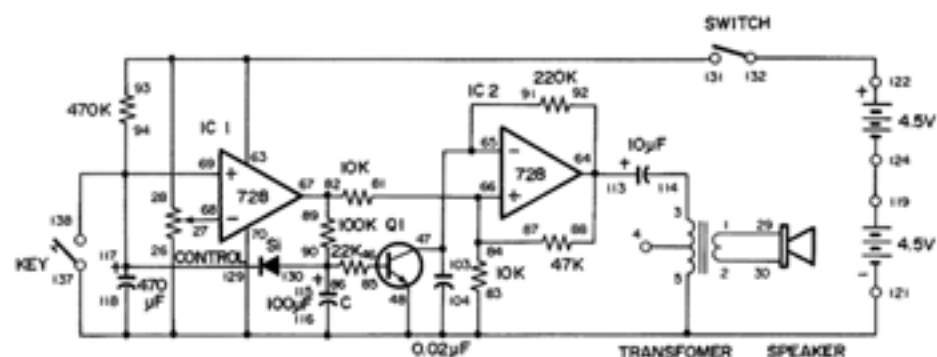 SWITCH
131 132
122
+
4.5V
124
119
4.5V
-
121
470K
93
94
IC 1
69
+
63
728
67
28
68
-
27
26
70
CONTROL
10K
82 81
89
100K
90
Q1
22K
86
85
47
48
Si
129 130
115
100µF
116
C
138
KEY
137
117
118
470
µF
IC 2
220K
91 92
65
-
728
64
66
+
84
87 88
47K
10K
83
103
104
0.02µF
10µF
+
113 114
3
4
5
1
2
29
30
TRANSFOMER SPEAKER